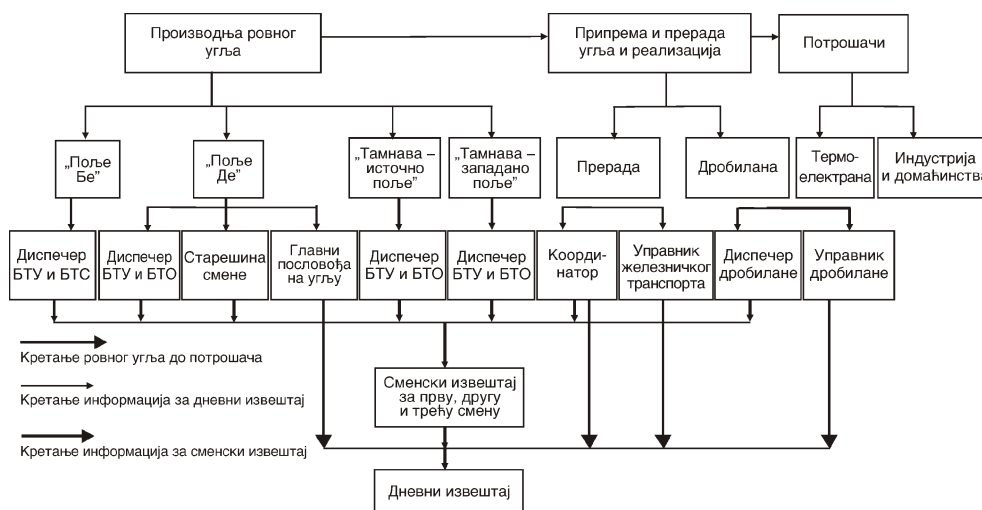 Производња ровног
угља
Припрема и прерада
угља и реализација
Потрошачи
„Поље
Бе”
„Поље
Де”
„Тамнава –
источно
поље”
„Тамнава –
западано
поље”
Прерада
Дробилана
Термо-
електрана
Индустрија
и домаћинства
Диспечер
БТУ и БТС
Диспечер
БТУ и БТО
Старешина
смене
Главни
пословођа
на угљу
Диспечер
БТУ и БТО
Диспечер
БТУ и БТО
Коорди-
натор
Управник
железничког
транспорта
Диспечер
дробилане
Управник
дробилане
Кретање ровног угља до потрошача
Кретање информација за дневни извештај
Кретање информација за сменски извештај
Сменски извештај
за прву, другу
и трећу смену
Дневни извештај